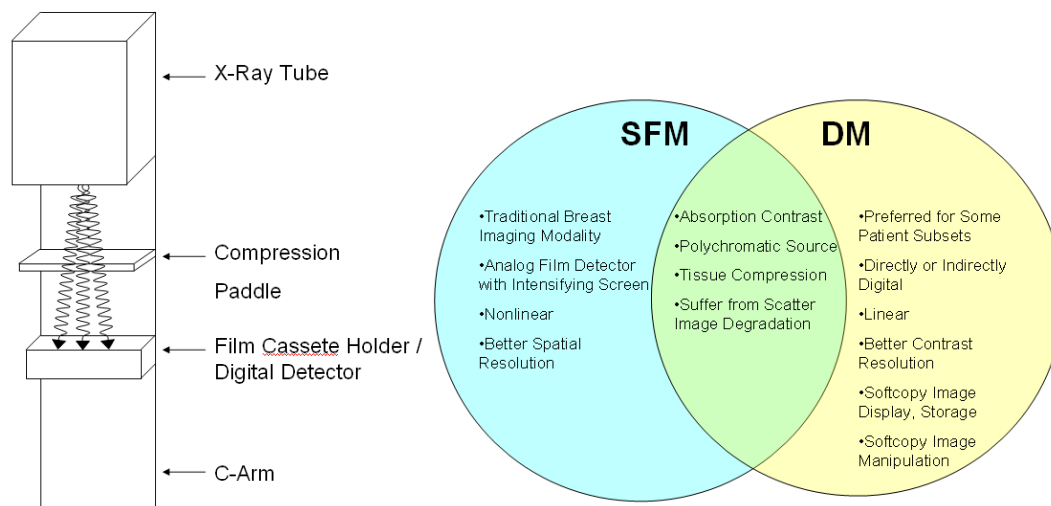 X-Ray Tube
Compression
Paddle
Film Cassete Holder /
Digital Detector
C-Arm
SFM
•Traditional Breast
Imaging Modality
•Analog Film Detector
with Intensifying Screen
•Nonlinear
•Better Spatial
Resolution
•Absorption Contrast
•Polychromatic Source
•Tissue Compression
•Suffer from Scatter
Image Degradation
DM
•Preferred for Some
Patient Subsets
•Directly or Indirectly
Digital
•Linear
•Better Contrast
Resolution
•Softcopy Image
Display, Storage
•Softcopy Image
Manipulation